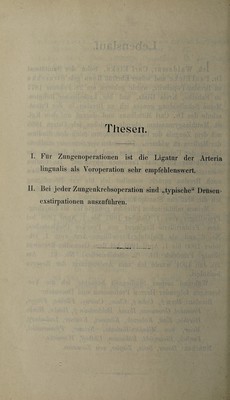 Thesen.
I. Für Zungenoperationen ist die Ligatur der Arteria
lingualis als Voroperation sehr empfehlenswert.
II. Bei jeder Zungenkrebsoperation sind „typische“ Drüsen-
exstirpationen auszuführen.